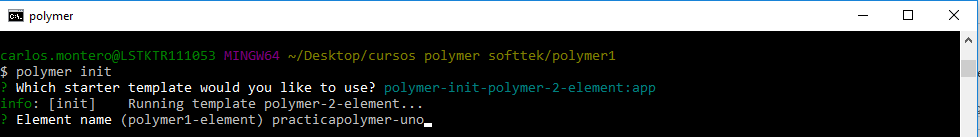 polymer
carlos.montero@LSTKTR111053 MINGW64 ~/Desktop/cursos polymer softtek/polymer1
$ polymer init
? Which starter template would you like to use? polymer-init-polymer-2-element:app
info: [init]    Running template polymer-2-element...
? Element name (polymer1-element) practicapolymer-uno